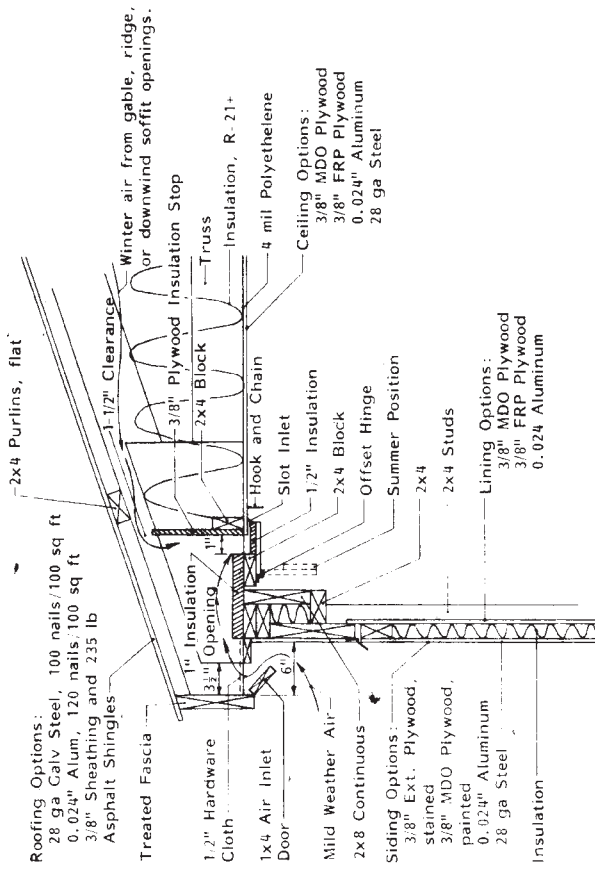 Roofing Options:
28 ga Galv Steel, 100 nails/100 sq ft
0.024" Alum, 120 nails/100 sq ft
3/8" Sheathing and 235 lb
Asphalt Shingles
Treated Fascia
1/2" Hardware
Cloth
1x4 Air Inlet
Door
Mild Weather Air
2x8 Continuous
Siding Options:
3/8" Ext. Plywood,
stained
3/8" MDO Plywood,
painted
0.024" Aluminum
28 ga Steel
Insulation
2x4 Purlins, flat
1" Insulation
3½" Opening
6"
1"
1-1/2" Clearance
Winter air from gable, ridge,
or downwind soffit openings.
3/8" Plywood Insulation Stop
Truss
2x4 Block
Insulation, R-21+
4 mil Polyethelene
Hook and Chain
Slot Inlet
1/2" Insulation
2x4 Block
Offset Hinge
Summer Position
2x4
2x4 Studs
Ceiling Options:
3/8" MDO Plywood
3/8" FRP Plywood
0.024" Aluminum
28 ga Steel
Lining Options:
3/8" MDO Plywood
3/8" FRP Plywood
0.024 Aluminum